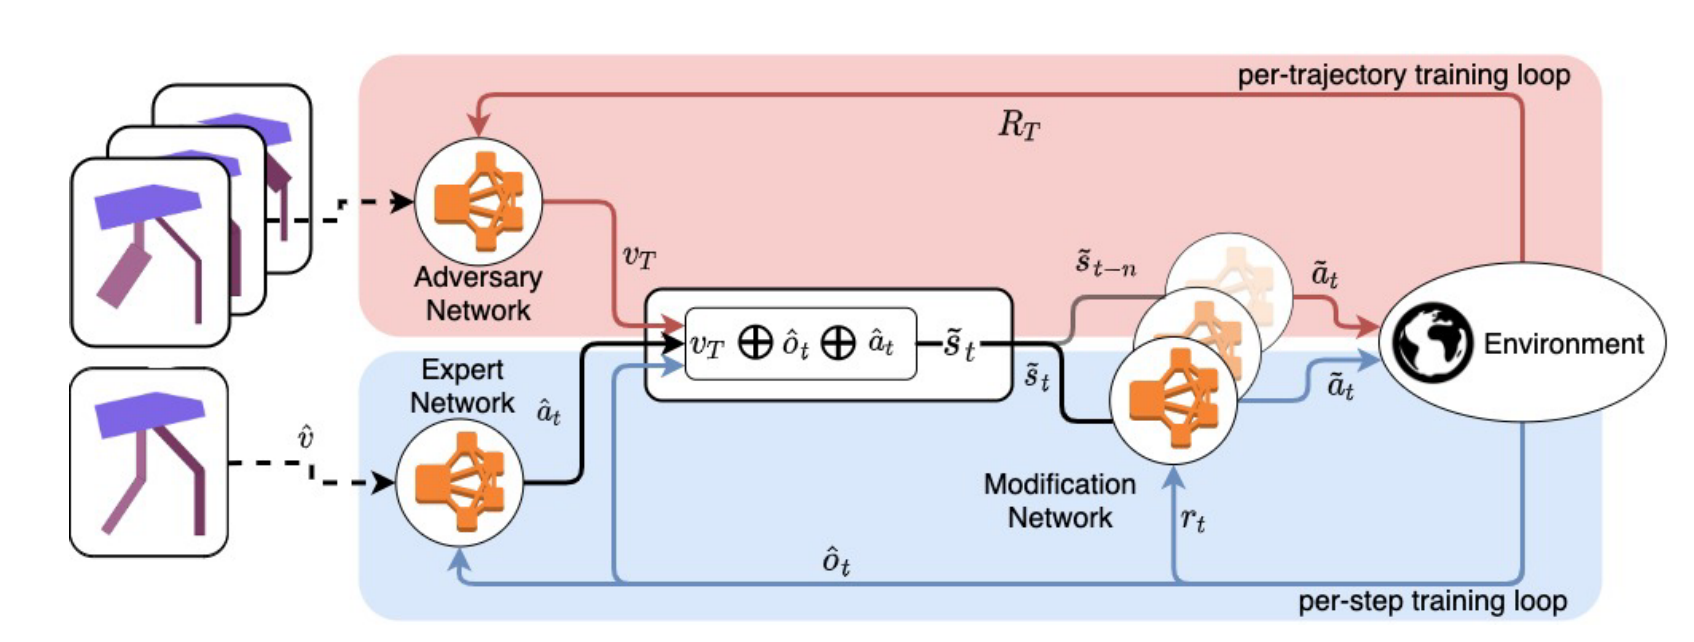 per-trajectory training loop
R_T
Adversary
Network
v_T
s̃_{t-n}
ã_t
v_T ⊕ ô_t ⊕ â_t
s̃_t
Environment
Expert
Network
â_t
s̃_t
ã_t
v̂
Modification
Network
r_t
ô_t
per-step training loop